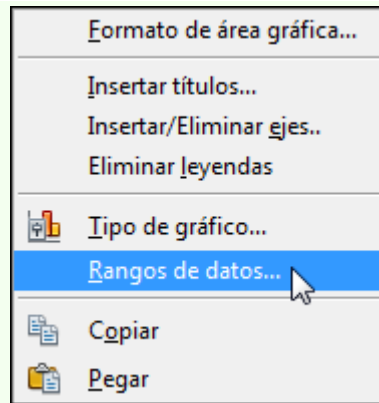 Formato de área gráfica...
Insertar títulos...
Insertar/Eliminar ejes..
Eliminar leyendas
Tipo de gráfico...
Rangos de datos...
Copiar
Pegar